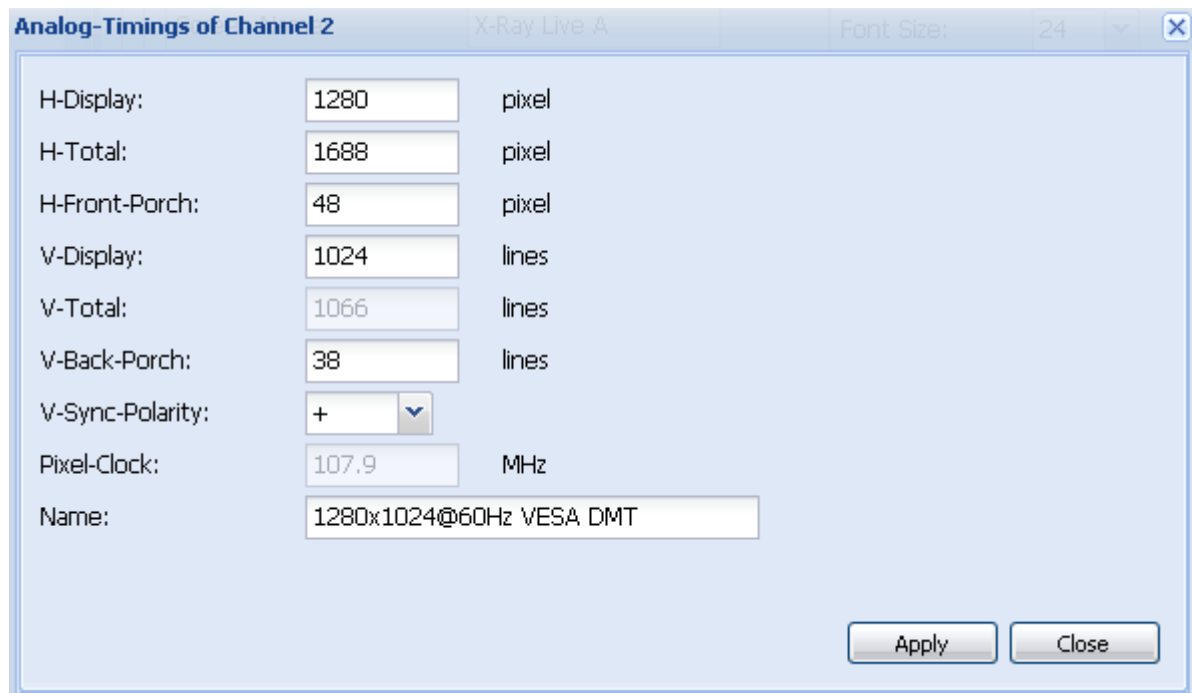 Analog-Timings of Channel 2 X-Ray Live A Font Size: 24
H-Display: 1280 pixel
H-Total: 1688 pixel
H-Front-Porch: 48 pixel
V-Display: 1024 lines
V-Total: 1066 lines
V-Back-Porch: 38 lines
V-Sync-Polarity: +
Pixel-Clock: 107.9 MHz
Name: 1280x1024@60Hz VESA DMT
Apply Close